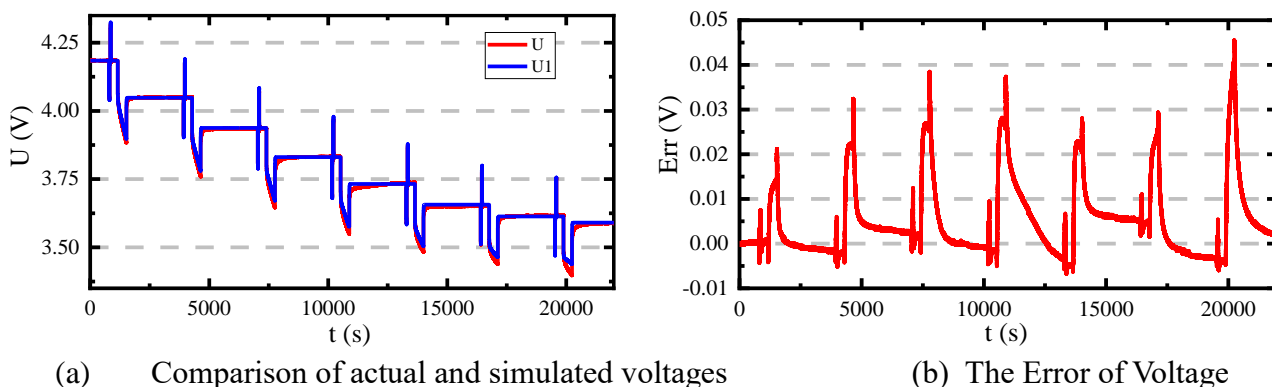 4.25
4.00
3.75
3.50
U (V)
0
5000
10000
15000
20000
t (s)
U
U1
0.05
0.04
0.03
0.02
0.01
0.00
-0.01
Err (V)
0
5000
10000
15000
20000
t (s)
(a) Comparison of actual and simulated voltages
(b) The Error of Voltage